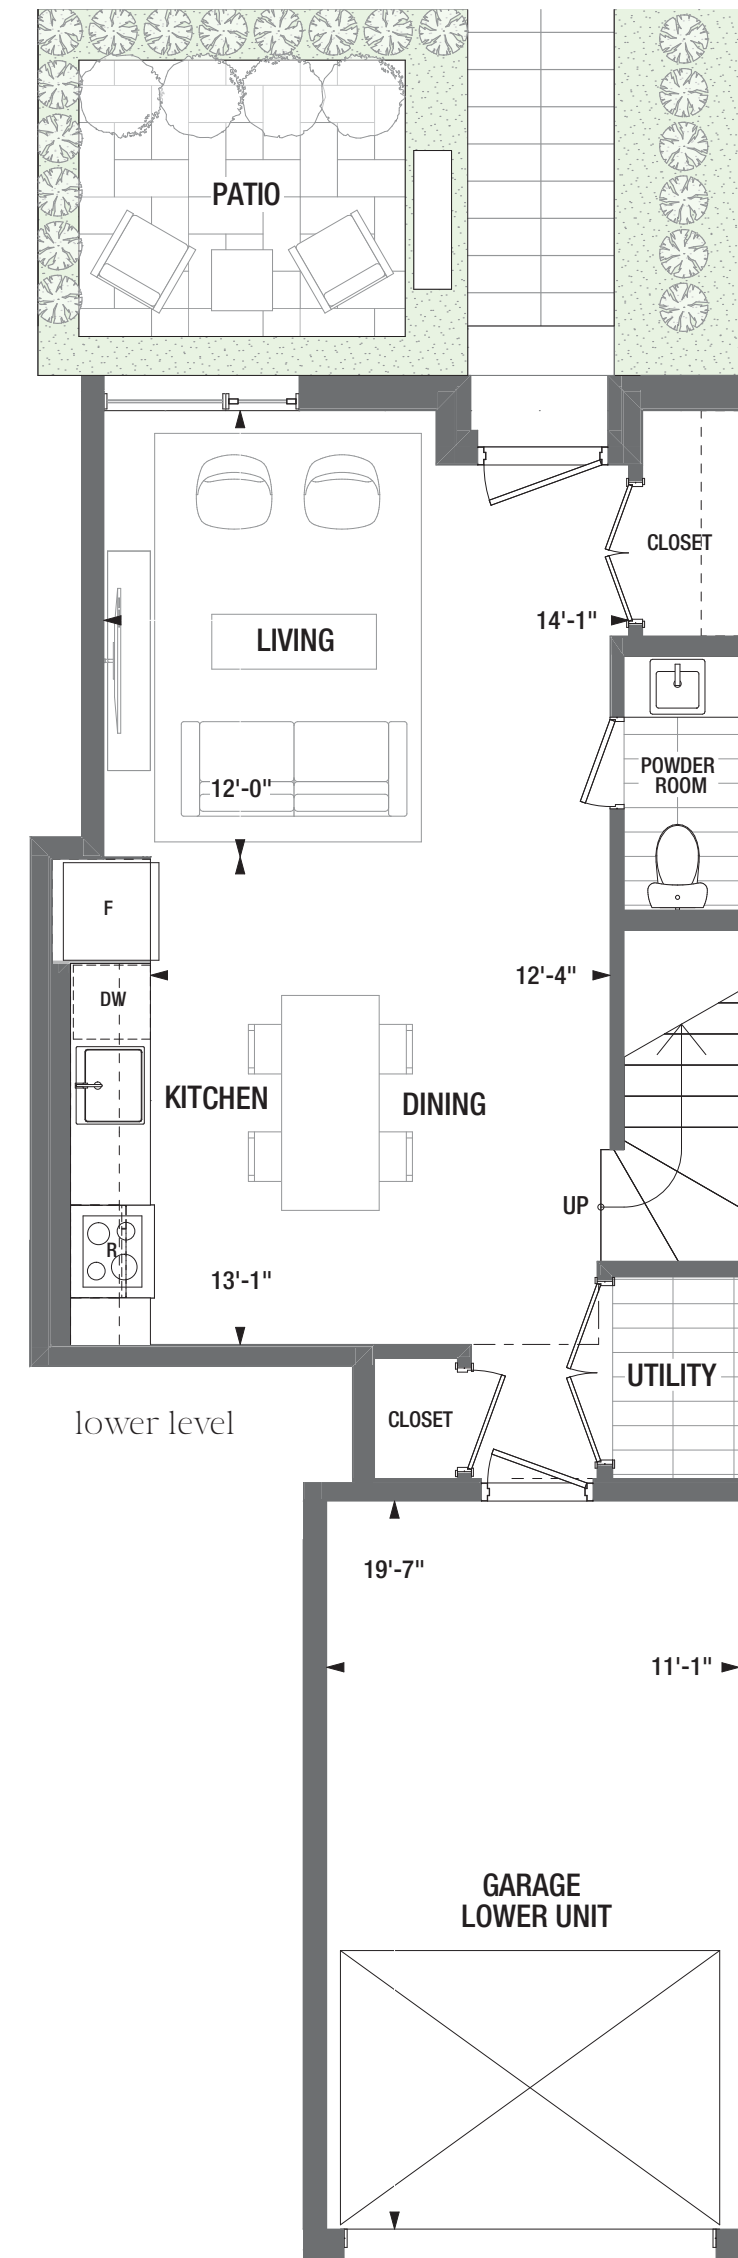 PATIO
CLOSET
14'-1"
LIVING
POWDER
ROOM
12'-0"
F
12'-4"
DW
KITCHEN
DINING
UP
R
13'-1"
UTILITY
CLOSET
lower level
19'-7"
11'-1"
GARAGE
LOWER UNIT